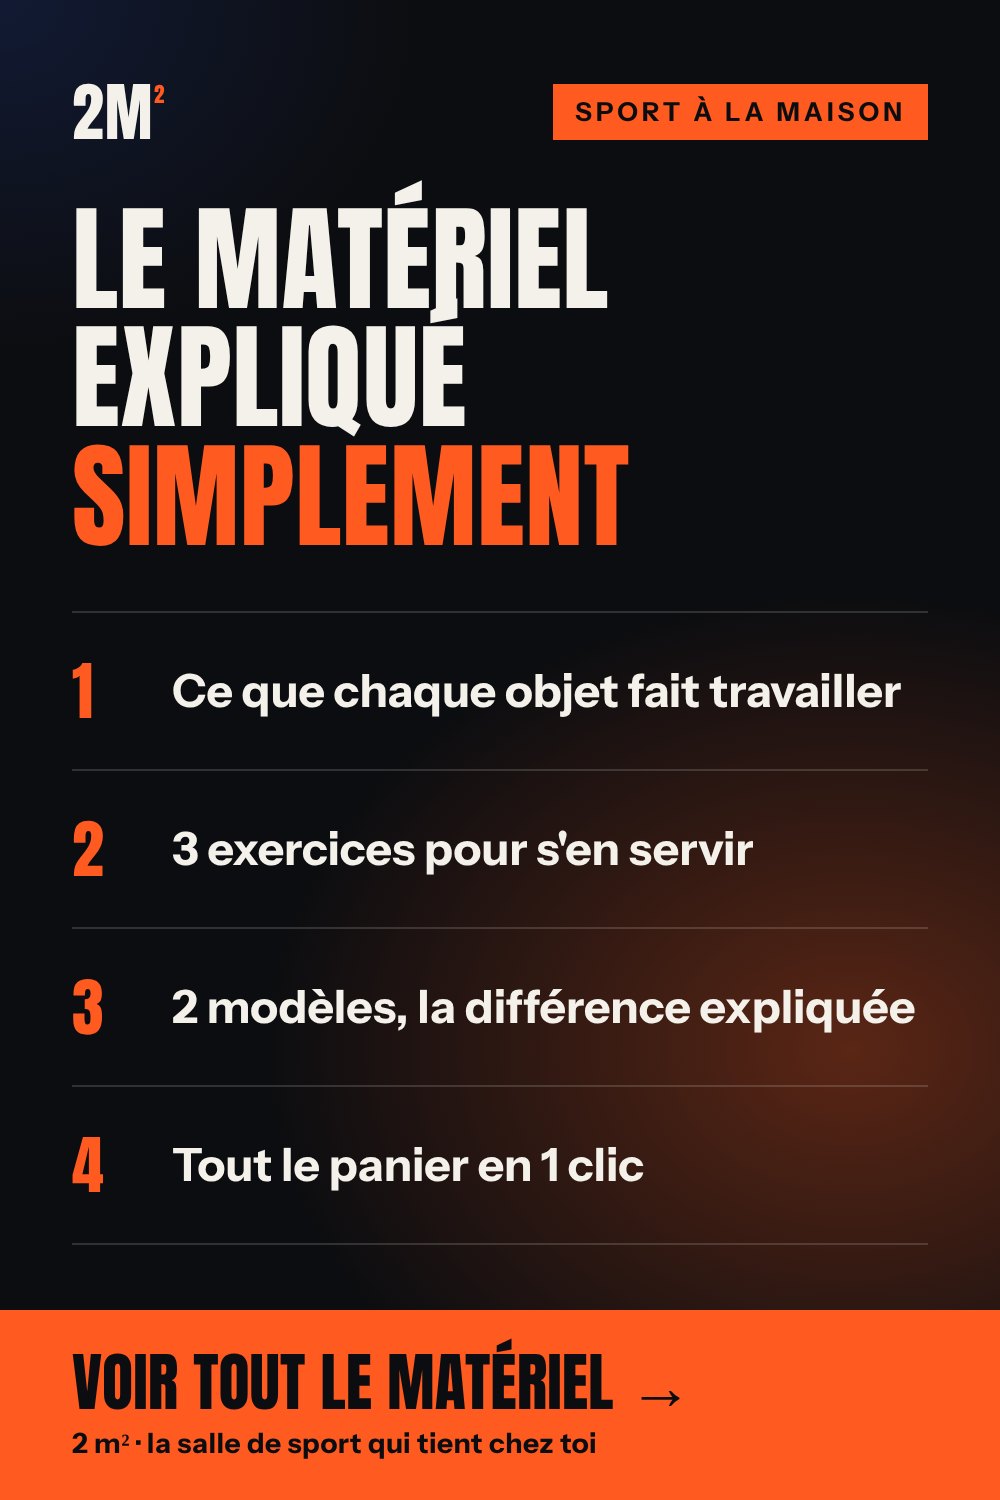 2M²
SPORT À LA MAISON
LE MATÉRIEL
EXPLIQUÉ
SIMPLEMENT
1 Ce que chaque objet fait travailler
2 3 exercices pour s'en servir
3 2 modèles, la différence expliquée
4 Tout le panier en 1 clic
VOIR TOUT LE MATÉRIEL →
2 m² · la salle de sport qui tient chez toi